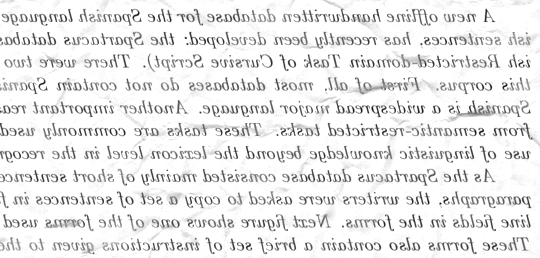 A new offline handwritten database for the Spanish language
ish sentences, has recently been developed: the Spartacus databas
ish Restricted-domain Task of Cursive Script). There were two
this corpus. First of all, most databases do not contain Spani
Spanish is a widespread major language. Another important rea
from semantic-restricted tasks. These tasks are commonly used
use of linguistic knowledge beyond the lexicon level in the recogn
As the Spartacus database consisted mainly of short sentence
paragraphs, the writers were asked to copy a set of sentences in f
line fields in the forms. Next figure shows one of the forms used
These forms also contain a brief set of instructions given to the